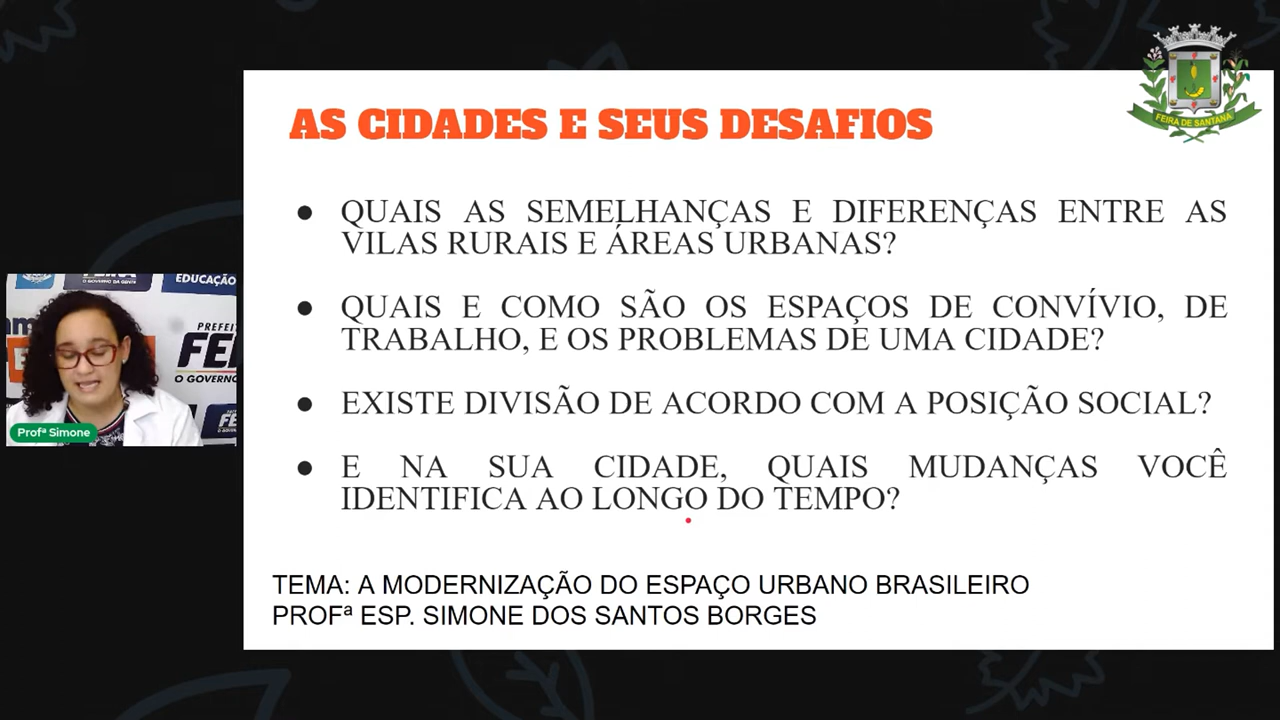 FEIRA DE SANTANA
AS CIDADES E SEUS DESAFIOS
● QUAIS AS SEMELHANÇAS E DIFERENÇAS ENTRE AS
VILAS RURAIS E ÁREAS URBANAS?
● QUAIS E COMO SÃO OS ESPAÇOS DE CONVÍVIO, DE
TRABALHO, E OS PROBLEMAS DE UMA CIDADE?
● EXISTE DIVISÃO DE ACORDO COM A POSIÇÃO SOCIAL?
● E NA SUA CIDADE, QUAIS MUDANÇAS VOCÊ
IDENTIFICA AO LONGO DO TEMPO?
TEMA: A MODERNIZAÇÃO DO ESPAÇO URBANO BRASILEIRO
PROFª ESP. SIMONE DOS SANTOS BORGES
EDUCAÇÃO
PREFEI
FEI
O GOVERNO
Profª Simone